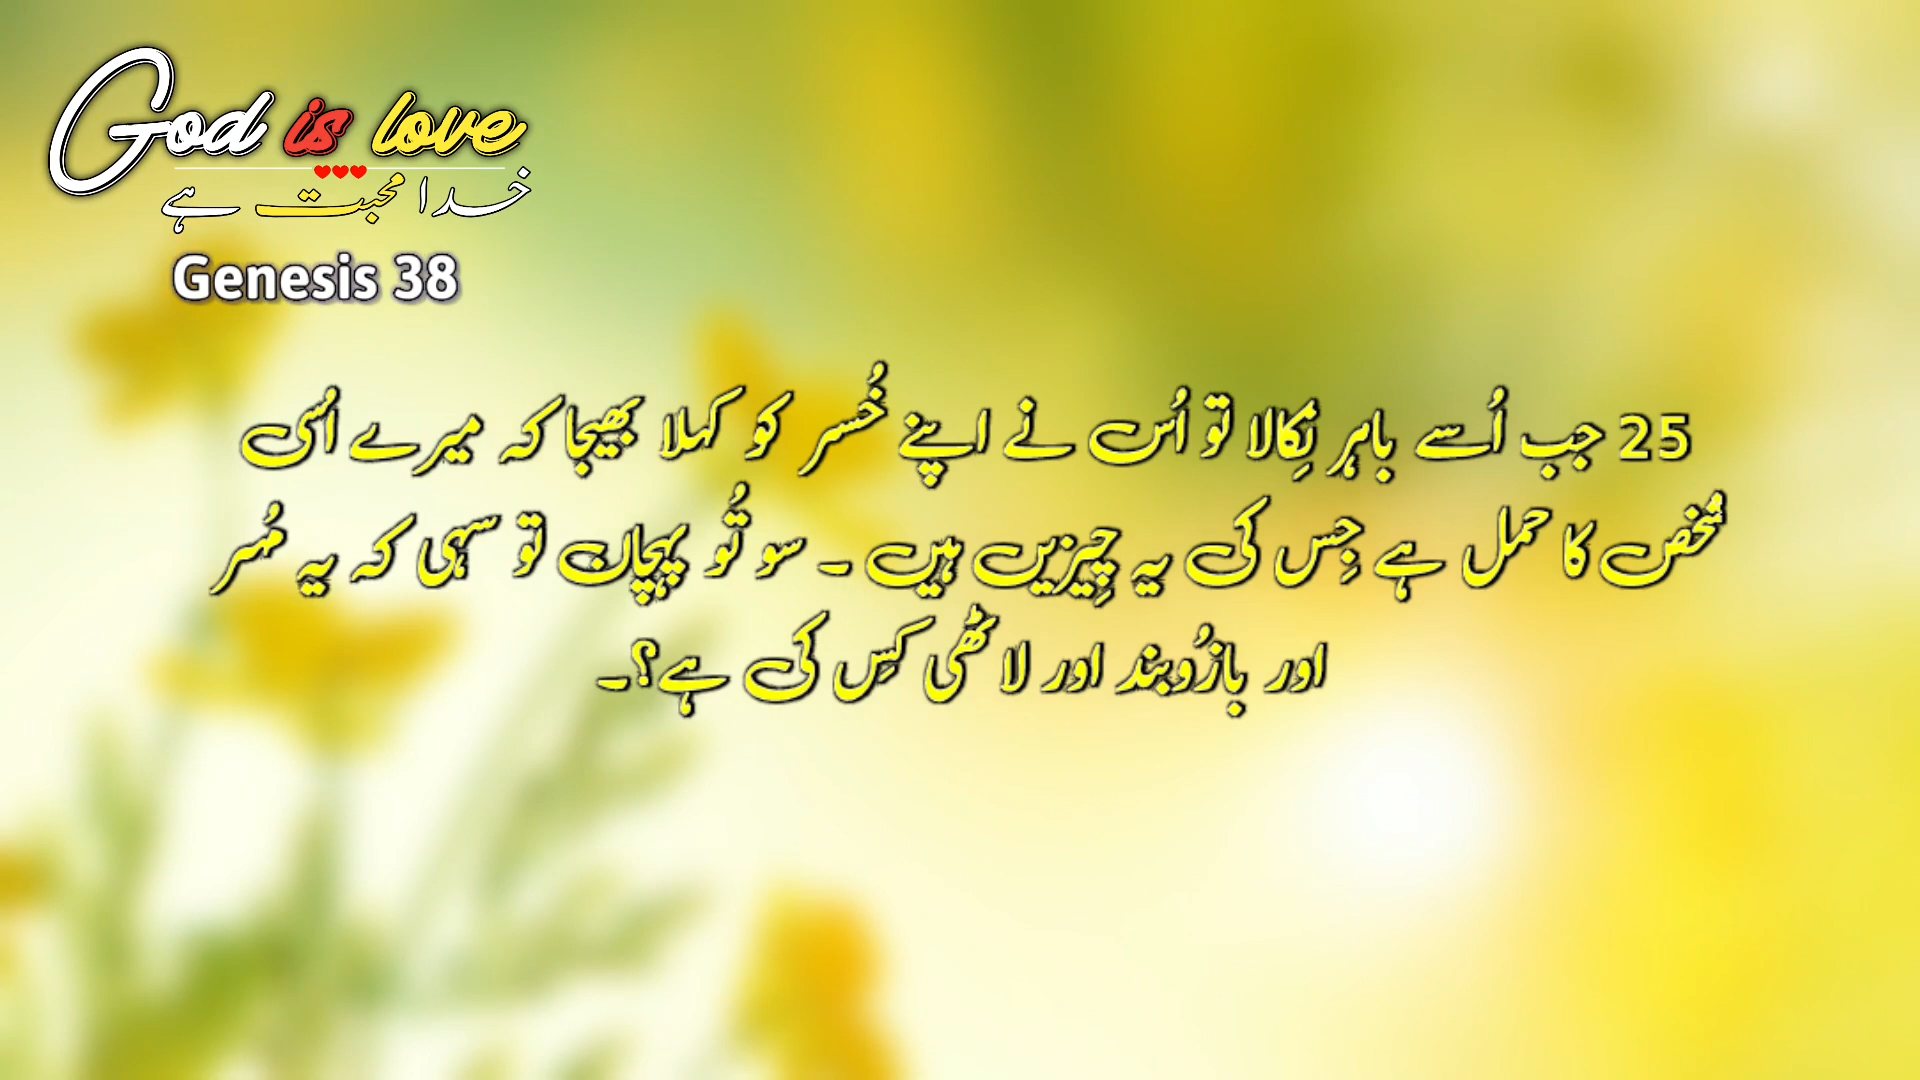 God is love
خدا محبت ہے
Genesis 38
25 جب اُسے باہر نِکالا تو اُس نے اپنے خُسر کو کہلا بھیجا کہ میرے اُسی
شخص کا حمل ہے جِس کی یہ چِیزیں ہیں ۔ سو تُو پہچان تو سہی کہ یہ مُہر
اور بازُوبند اور لاٹھی کِس کی ہے؟۔